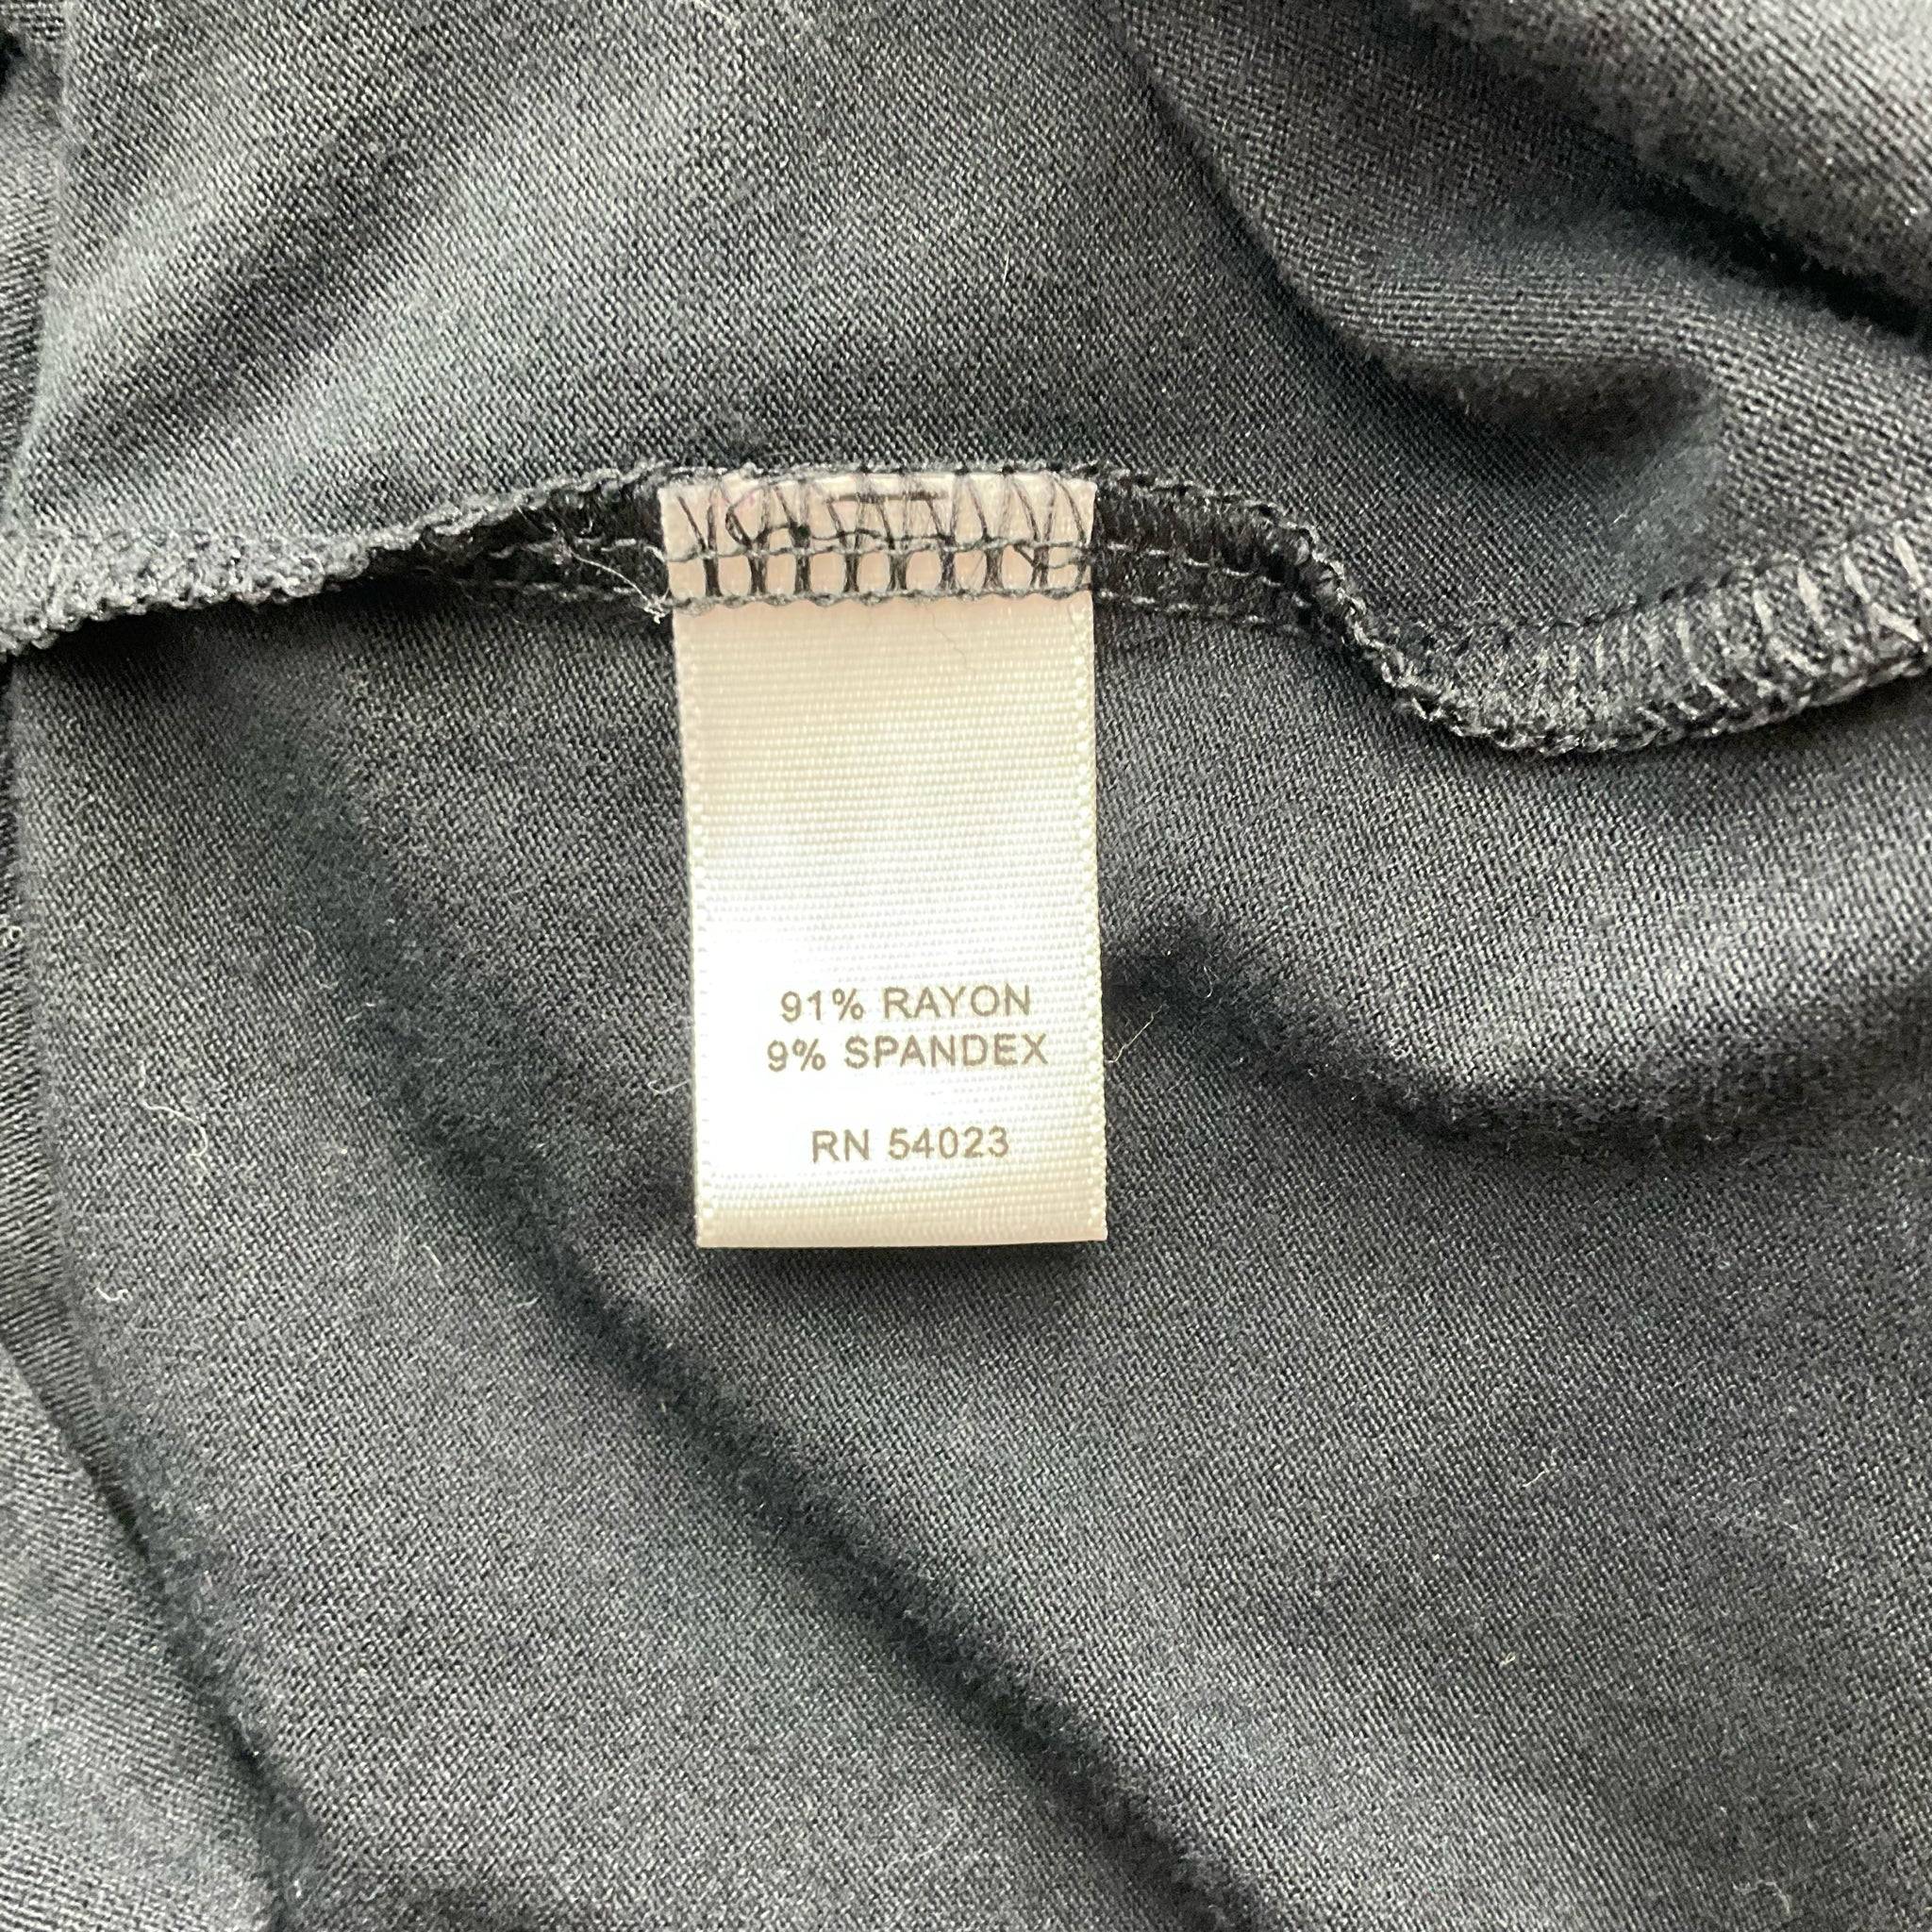 91% RAYON
9% SPANDEX
RN 54023